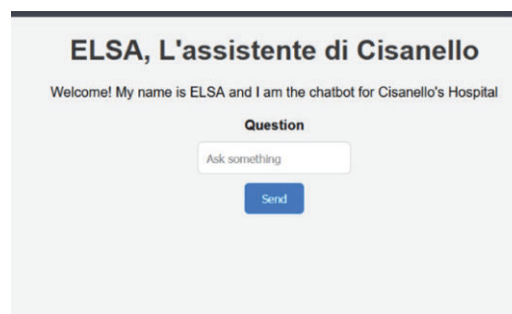 ELSA, L'assistente di Cisanello
Welcome! My name is ELSA and I am the chatbot for Cisanello's Hospital
Question
Ask something
Send